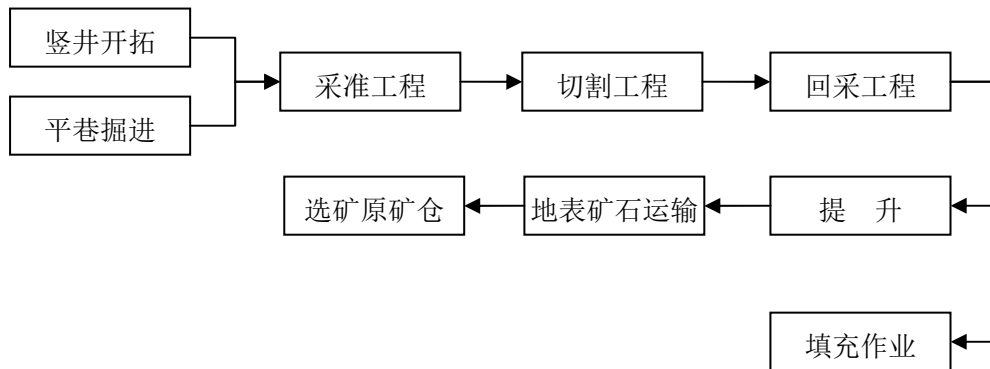 竖井开拓
平巷掘进
采准工程
切割工程
回采工程
选矿原矿仓
地表矿石运输
提 升
填充作业